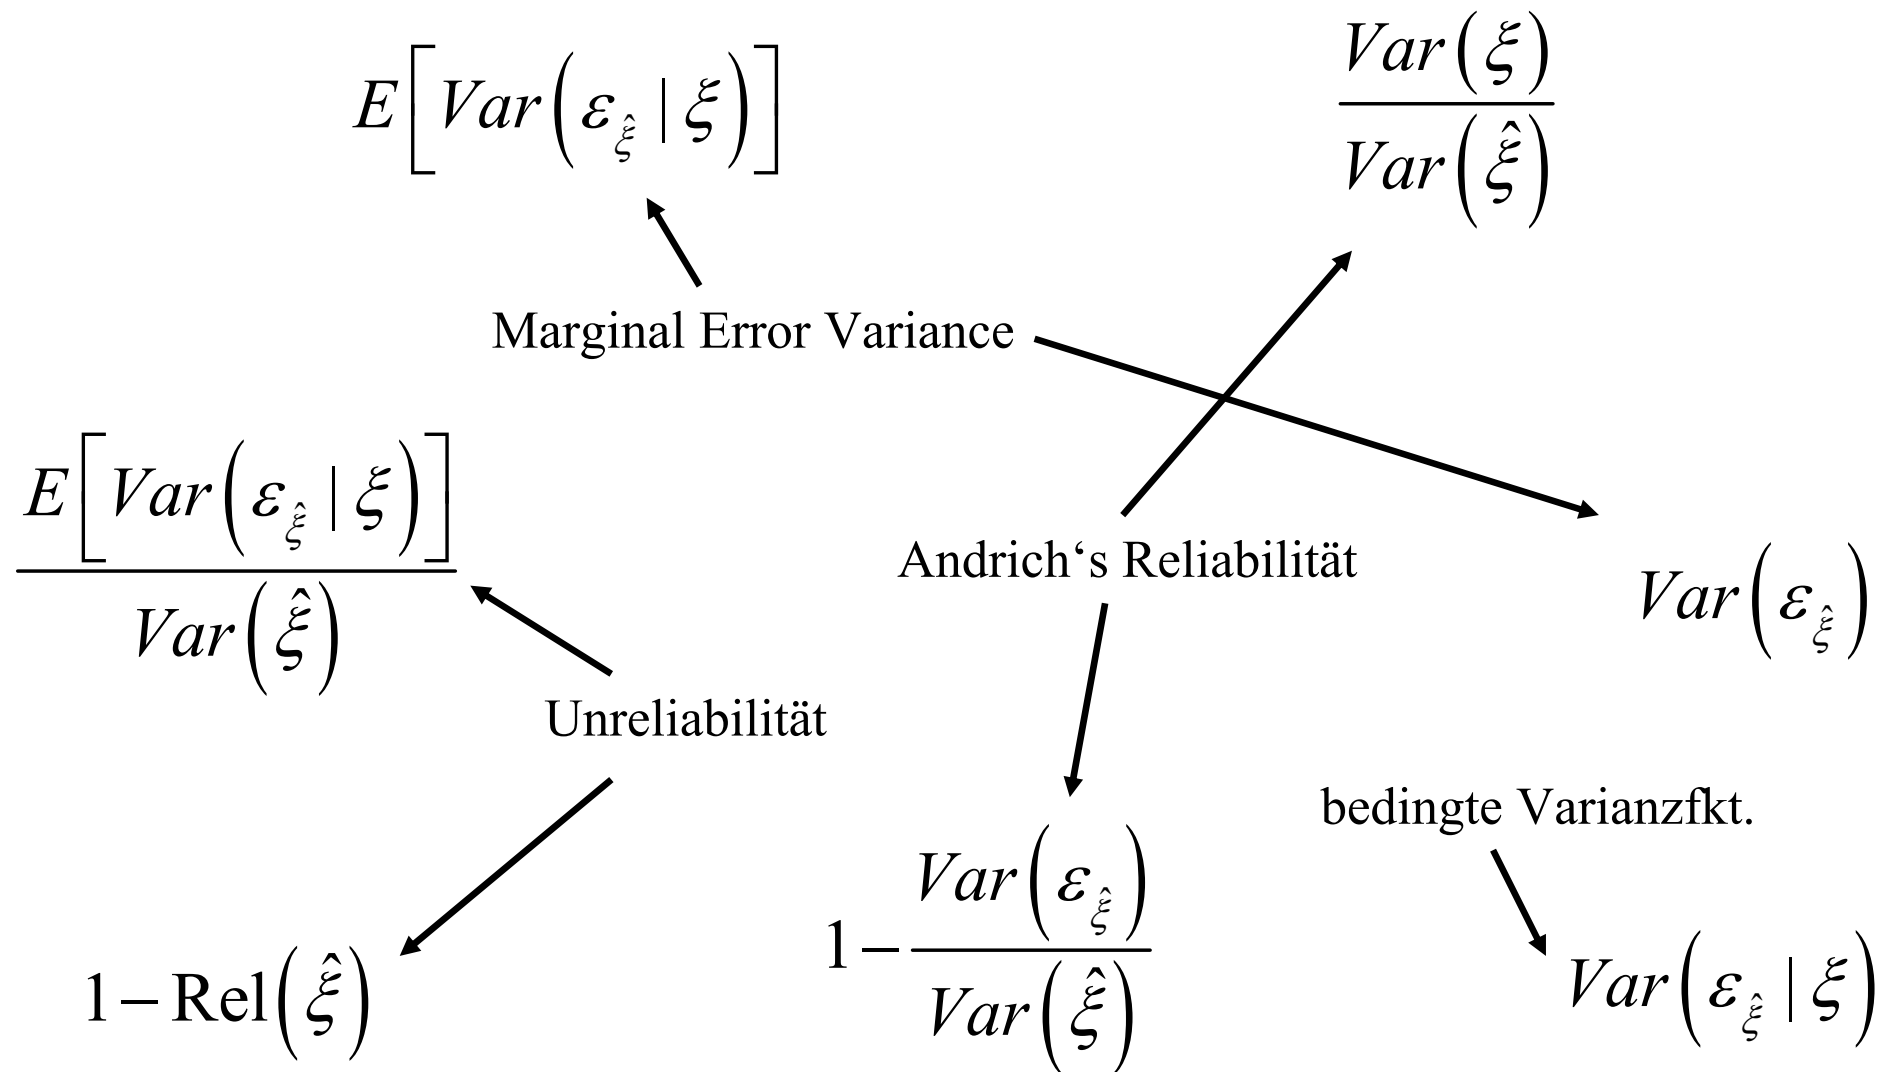 E[Var(ε_ξ̂ | ξ)]
Var(ξ) / Var(ξ̂)
Marginal Error Variance
E[Var(ε_ξ̂ | ξ)] / Var(ξ̂)
Andrich‘s Reliabilität
Var(ε_ξ̂)
Unreliabilität
bedingte Varianzfkt.
1 − Rel(ξ̂)
1 − Var(ε_ξ̂) / Var(ξ̂)
Var(ε_ξ̂ | ξ)